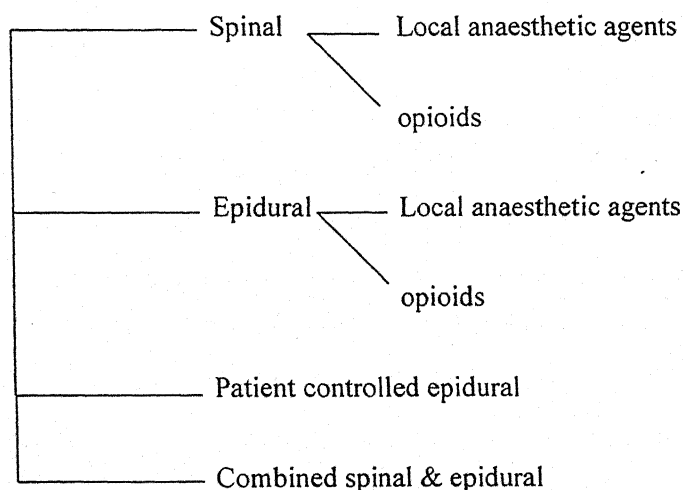 Spinal Local anaesthetic agents
opioids
Epidural Local anaesthetic agents
opioids
Patient controlled epidural
Combined spinal & epidural